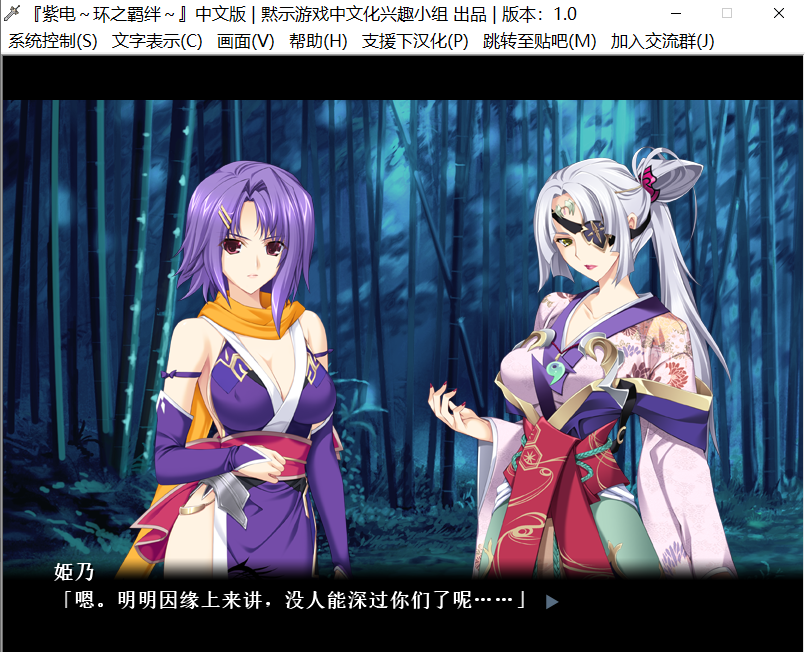 『紫电～环之羁绊～』中文版 | 黙示游戏中文化兴趣小组 出品 | 版本：1.0
系统控制(S) 文字表示(C) 画面(V) 帮助(H) 支援下汉化(P) 跳转至贴吧(M) 加入交流群(J)
姫乃
「嗯。明明因缘上来讲，没人能深过你们了呢……」